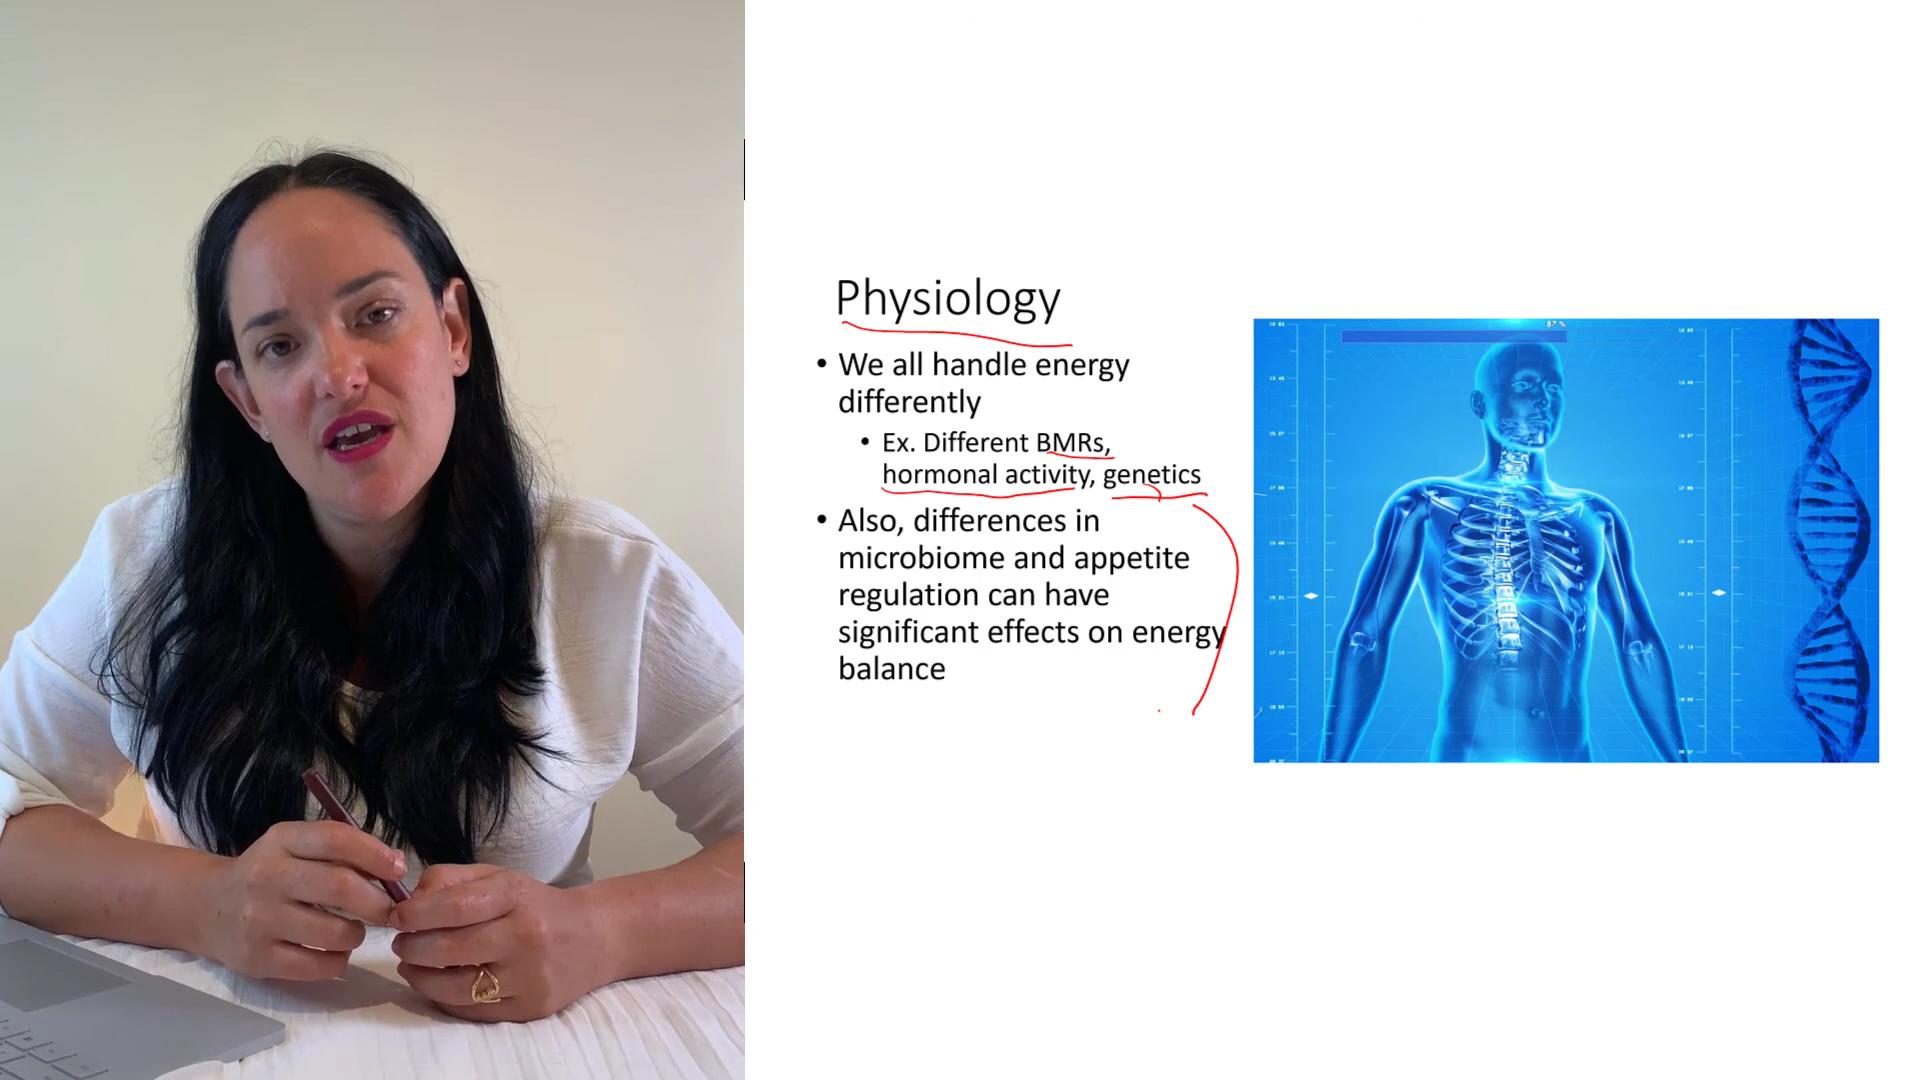 Physiology
• We all handle energy
differently
• Ex. Different BMRs,
hormonal activity, genetics
• Also, differences in
microbiome and appetite
regulation can have
significant effects on energy
balance
87 %